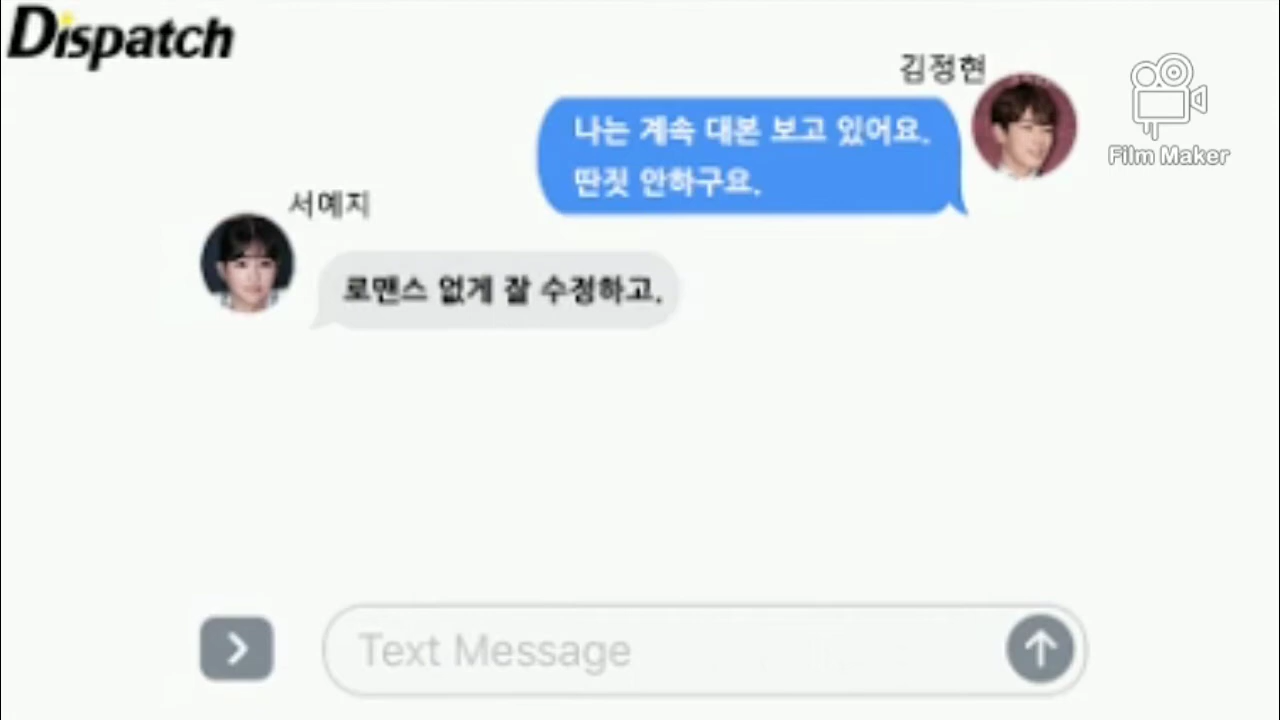 Dispatch
김정현
나는 계속 대본 보고 있어요.
딴짓 안하구요.
Film Maker
서예지
로맨스 없게 잘 수정하고.
Text Message